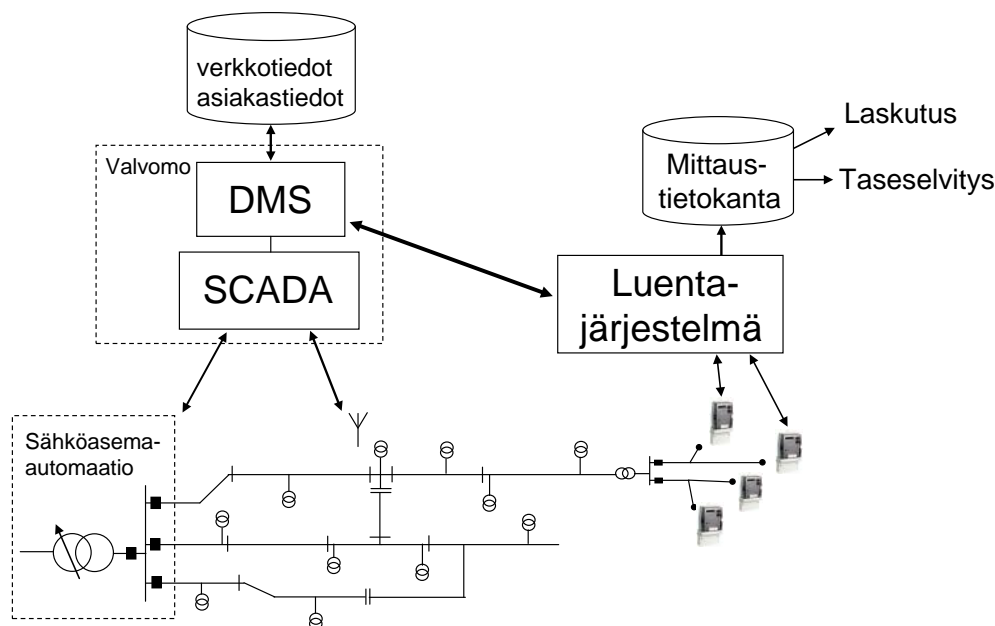 verkkotiedot
asiakastiedot
Valvomo
DMS
SCADA
Laskutus
Mittaus-
tietokanta
Taseselvitys
Luenta-
järjestelmä
Sähköasema-
automaatio